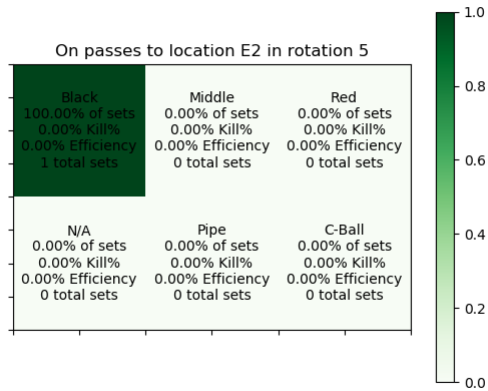 On passes to location E2 in rotation 5
Black
100.00% of sets
0.00% Kill%
0.00% Efficiency
1 total sets
Middle
0.00% of sets
0.00% Kill%
0.00% Efficiency
0 total sets
Red
0.00% of sets
0.00% Kill%
0.00% Efficiency
0 total sets
N/A
0.00% of sets
0.00% Kill%
0.00% Efficiency
0 total sets
Pipe
0.00% of sets
0.00% Kill%
0.00% Efficiency
0 total sets
C-Ball
0.00% of sets
0.00% Kill%
0.00% Efficiency
0 total sets
1.0
0.8
0.6
0.4
0.2
0.0